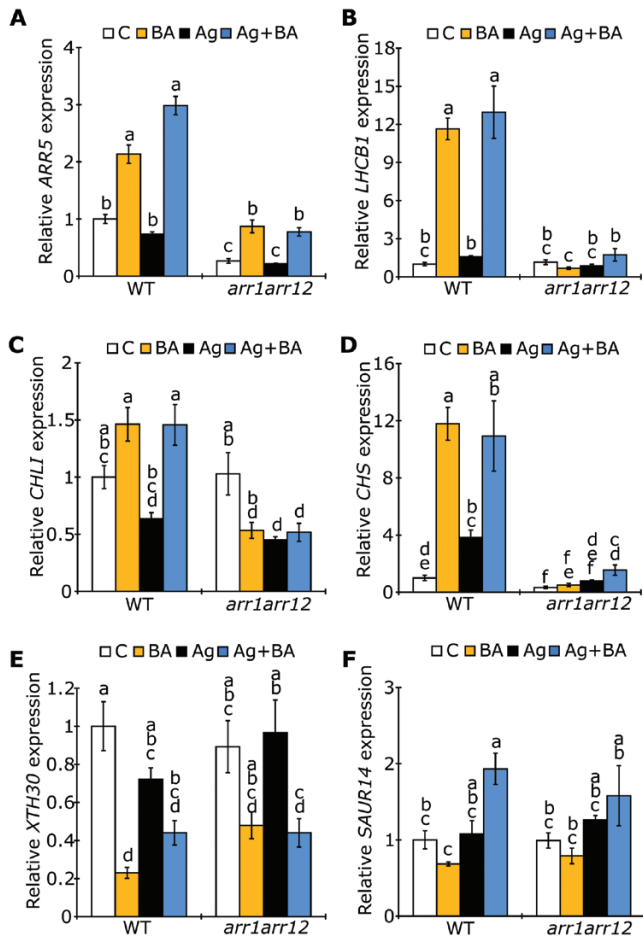 A
C BA Ag Ag+BA
Relative ARR5 expression
4
3
2
1
0
b a b a
c b c b
WT arr1arr12
B
C BA Ag Ag+BA
Relative LHCB1 expression
18
15
12
9
6
3
0
b c a b a
b c c b c b
WT arr1arr12
C
C BA Ag Ag+BA
Relative CHLI expression
2
1.5
1
0.5
0
a b c a b c d a
a b b d d d
WT arr1arr12
D
C BA Ag Ag+BA
Relative CHS expression
16
12
8
4
0
d e a b c a b
f f e d e f c d
WT arr1arr12
E
C BA Ag Ag+BA
Relative XTH30 expression
1.2
1
0.8
0.6
0.4
0.2
0
a d a b c b c d
a b c a b c d a b c d
WT arr1arr12
F
C BA Ag Ag+BA
Relative SAUR14 expression
3
2
1
0
b c c a b c a
b c b c a b c a b
WT arr1arr12